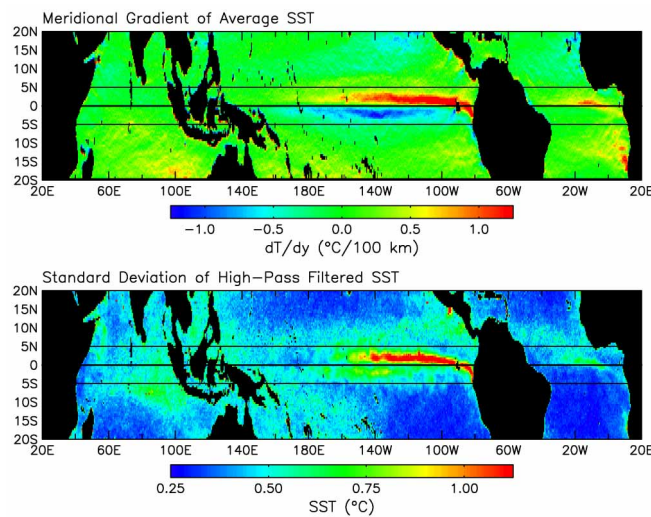 Meridional Gradient of Average SST
20N
15N
10N
5N
0
5S
10S
15S
20S
20E 60E 100E 140E 180 140W 100W 60W 20W 20E
−1.0 −0.5 0.0 0.5 1.0
dT/dy (°C/100 km)
Standard Deviation of High-Pass Filtered SST
20N
15N
10N
5N
0
5S
10S
15S
20S
20E 60E 100E 140E 180 140W 100W 60W 20W 20E
0.25 0.50 0.75 1.00
SST (°C)